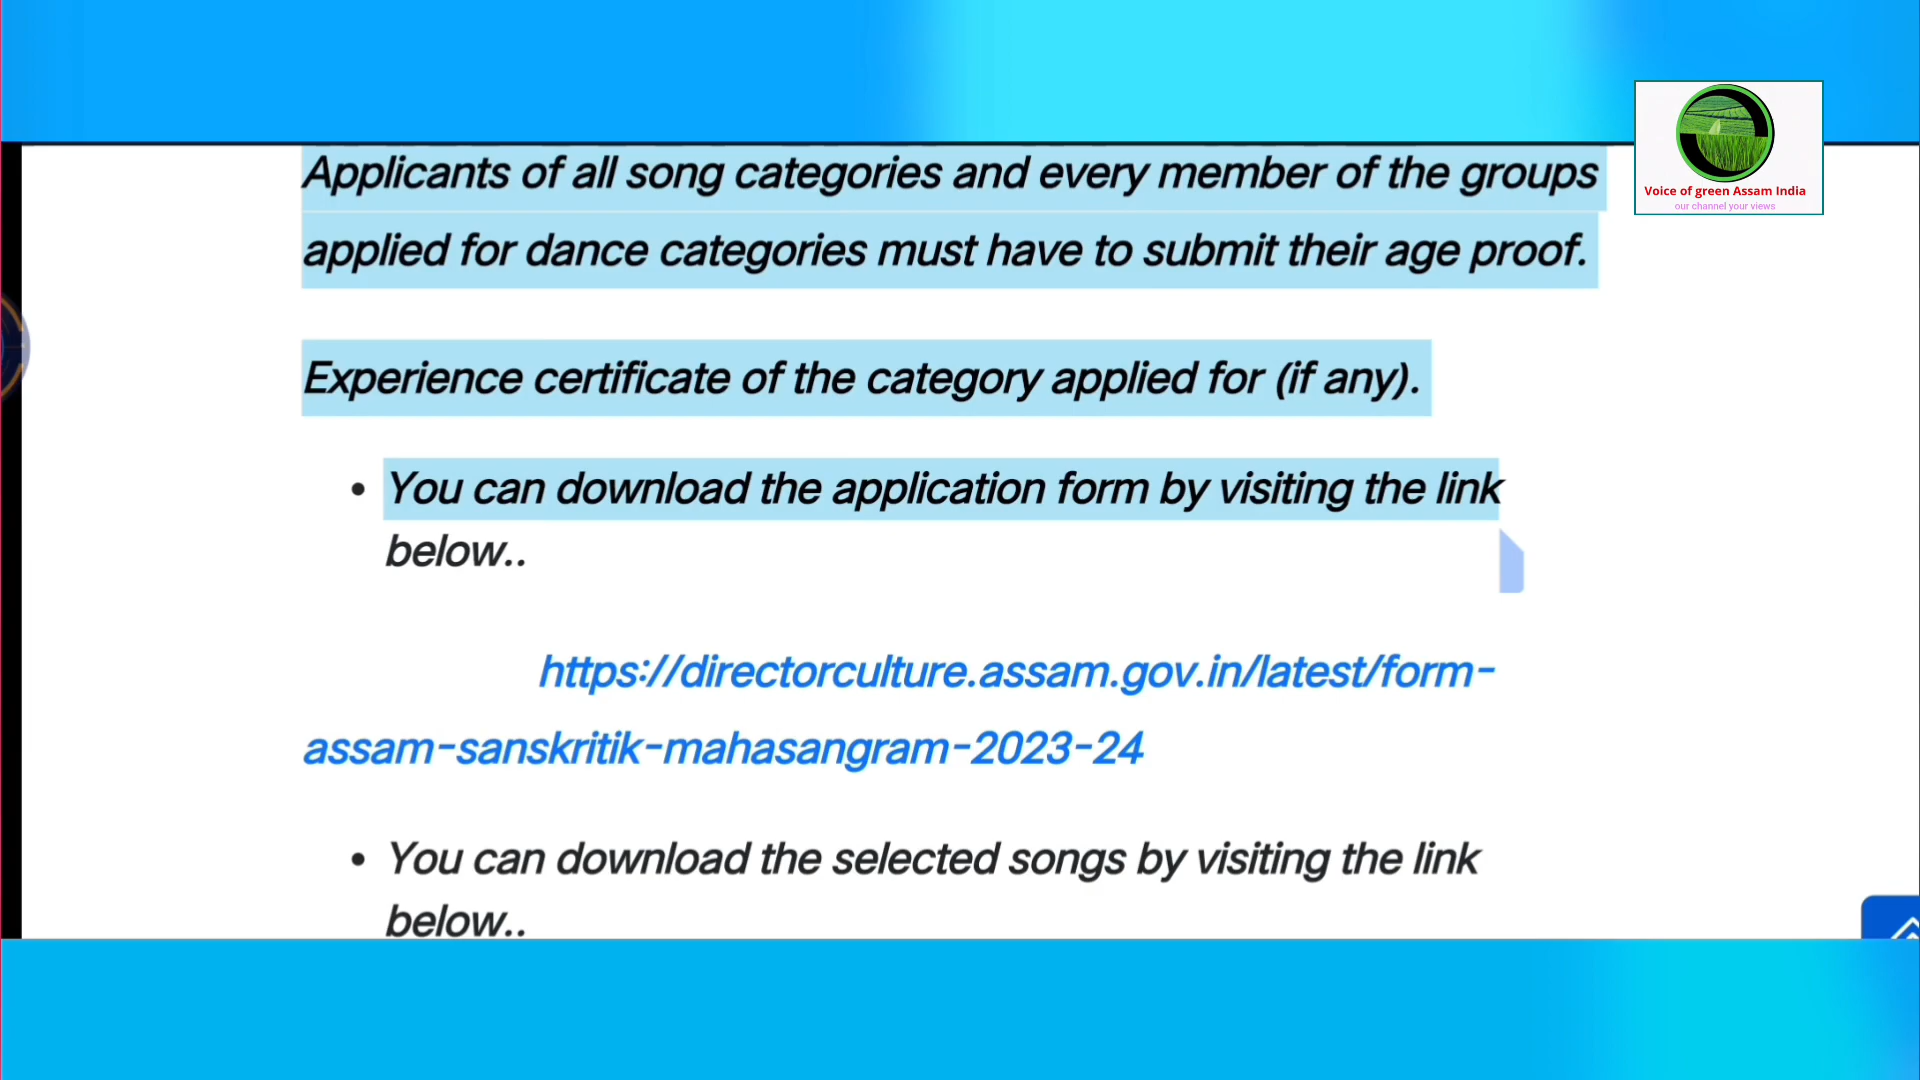 Applicants of all song categories and every member of the groups
applied for dance categories must have to submit their age proof.
Experience certificate of the category applied for (if any).
• You can download the application form by visiting the link
below..
https://directorculture.assam.gov.in/latest/form-
assam-sanskritik-mahasangram-2023-24
• You can download the selected songs by visiting the link
below..
Voice of green Assam India
our channel your views